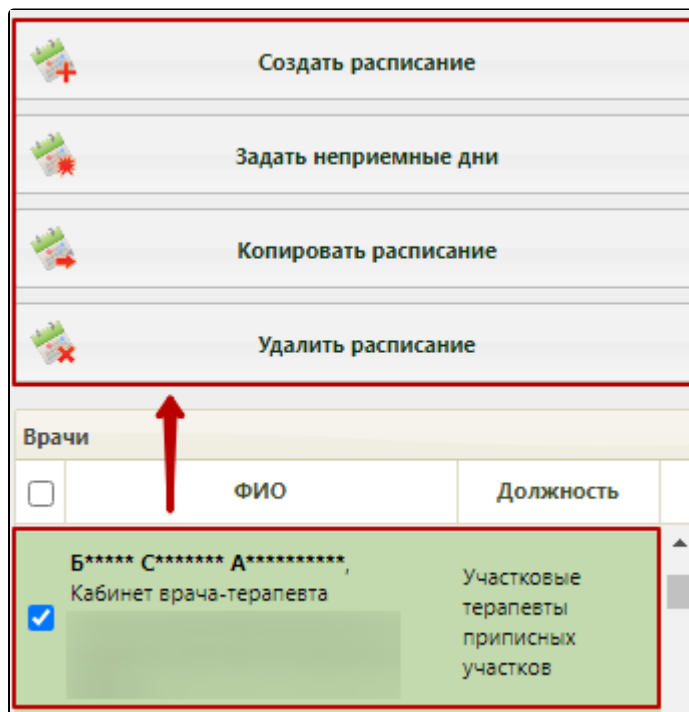 Создать расписание
Задать неприемные дни
Копировать расписание
Удалить расписание
Врачи
ФИО
Должность
Б***** С******* А**********,
Кабинет врача-терапевта
Участковые
терапевты
приписных
участков